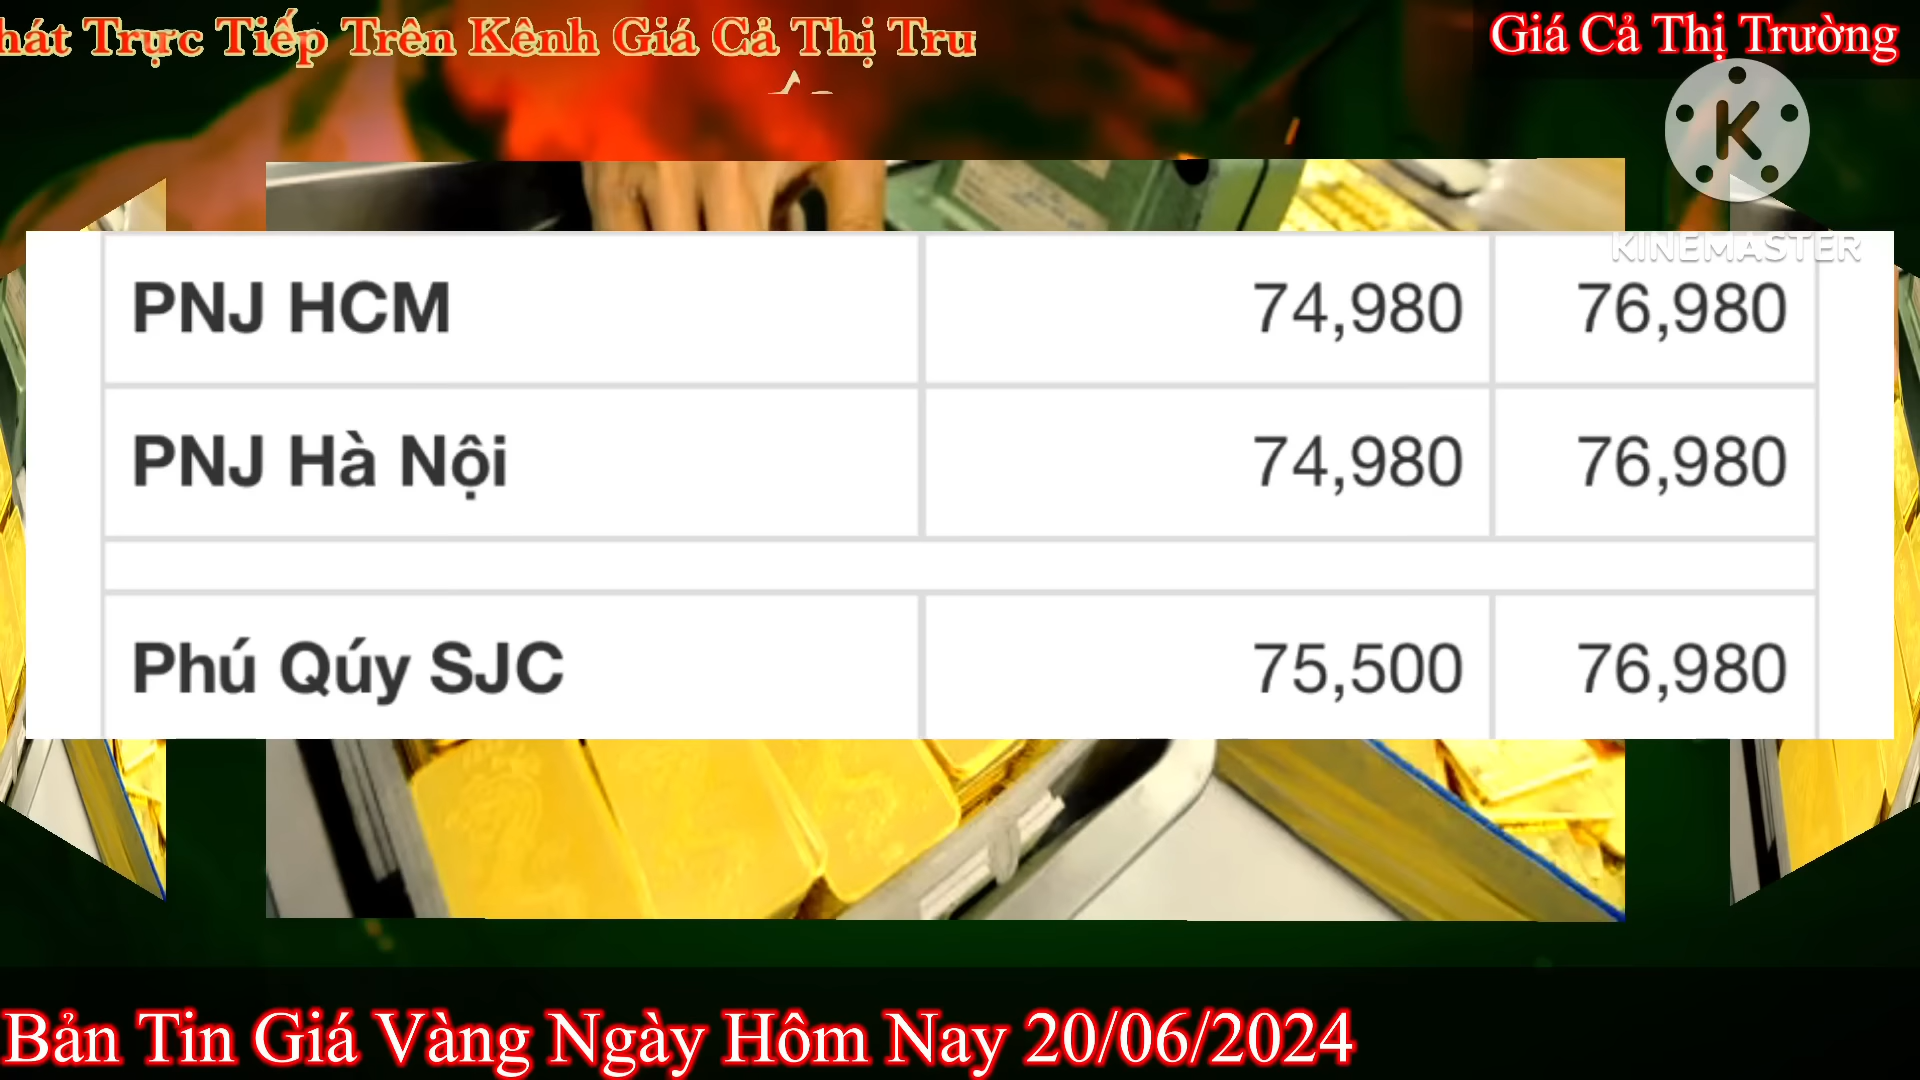 hát Trực Tiếp Trên Kênh Giá Cả Thị Trư
Giá Cả Thị Trường
K
KINEMASTER
PNJ HCM 74,980 76,980
PNJ Hà Nội 74,980 76,980
Phú Qúy SJC 75,500 76,980
Bản Tin Giá Vàng Ngày Hôm Nay 20/06/2024